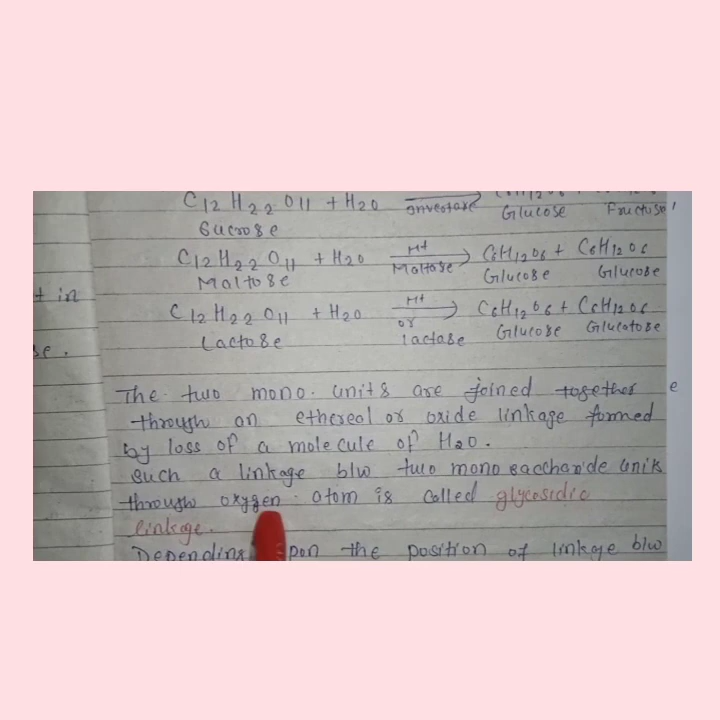 C12 H22 O11 + H2O invertase
Sucrose Glucose Fructose
C12 H22 O11 + H2O H+ Maltose C6H12O6 + C6H12O6
Maltose Glucose Glucose
t in
C12 H22 O11 + H2O H+ or lactase C6H12O6 + C6H12O6
Lactose Glucose Glulatose
se.
The two mono. units are joined together e
through an ethereal or oxide linkage formed
by loss of a molecule of H2O.
Such a linkage b/w two monosaccharide units
through oxygen atom is called glycosidic
linkage.
Depending pon the position of linkage b/w